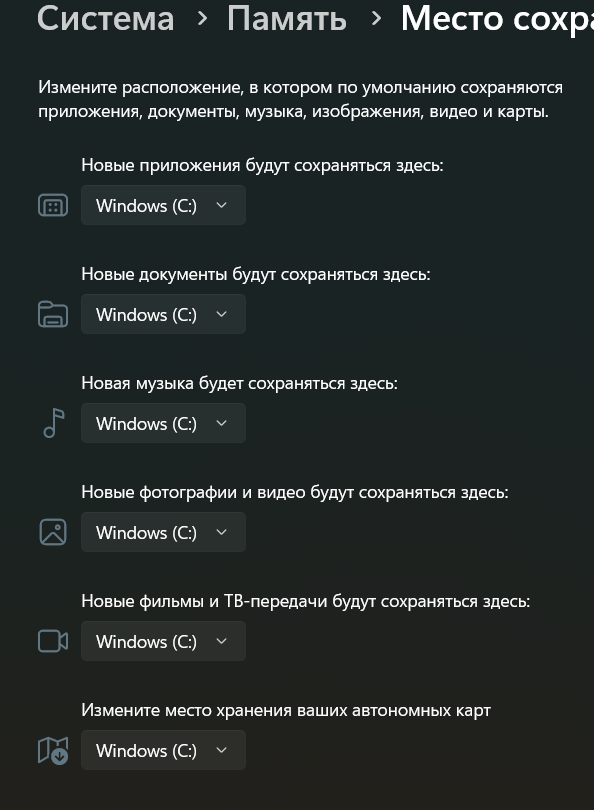 Система > Память > Место сохра
Измените расположение, в котором по умолчанию сохраняются
приложения, документы, музыка, изображения, видео и карты.
Новые приложения будут сохраняться здесь:
Windows (C:)
Новые документы будут сохраняться здесь:
Windows (C:)
Новая музыка будет сохраняться здесь:
Windows (C:)
Новые фотографии и видео будут сохраняться здесь:
Windows (C:)
Новые фильмы и ТВ-передачи будут сохраняться здесь:
Windows (C:)
Измените место хранения ваших автономных карт
Windows (C:)